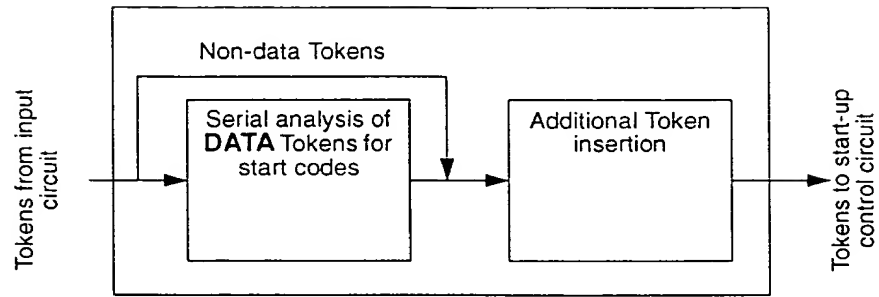 Non-data Tokens
Tokens from input
circuit
Serial analysis of
DATA Tokens for
start codes
Additional Token
insertion
Tokens to start-up
control circuit